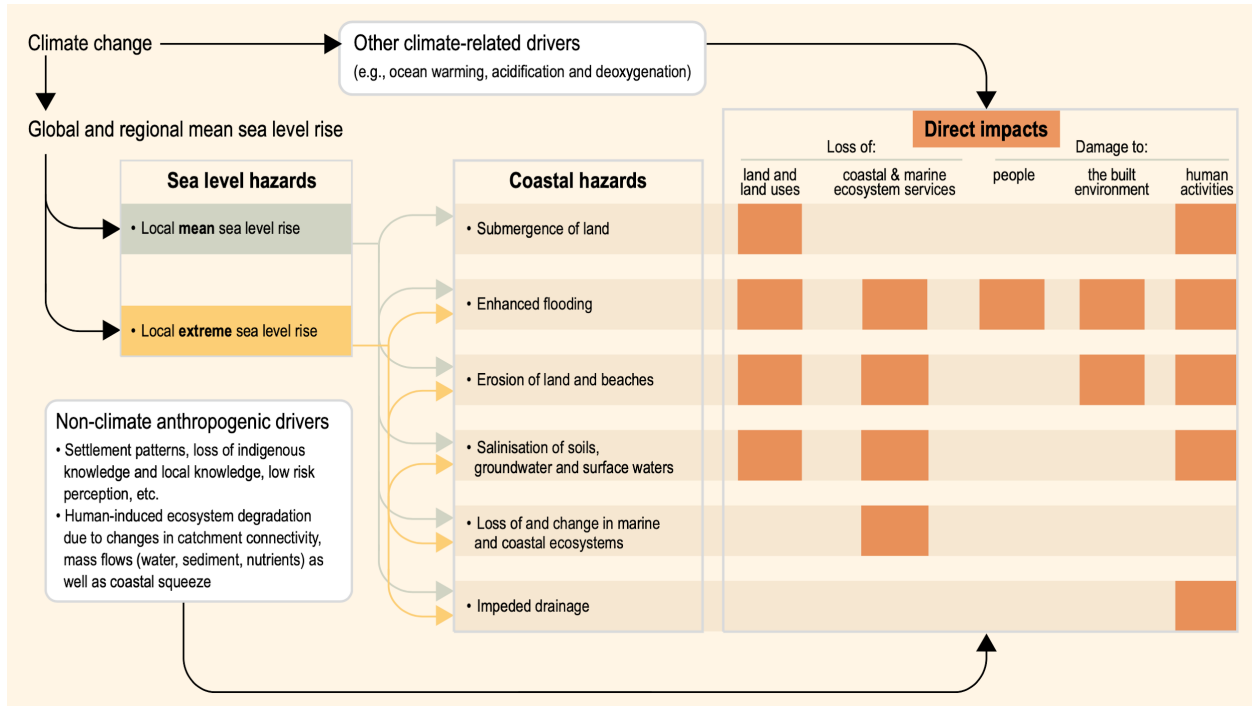 Climate change
Other climate-related drivers
(e.g., ocean warming, acidification and deoxygenation)
Global and regional mean sea level rise
Direct impacts
Loss of:
Damage to:
land and
land uses
coastal & marine
ecosystem services
people
the built
environment
human
activities
Sea level hazards
• Local mean sea level rise
• Local extreme sea level rise
Coastal hazards
• Submergence of land
• Enhanced flooding
• Erosion of land and beaches
• Salinisation of soils,
groundwater and surface waters
• Loss of and change in marine
and coastal ecosystems
• Impeded drainage
Non-climate anthropogenic drivers
• Settlement patterns, loss of indigenous
knowledge and local knowledge, low risk
perception, etc.
• Human-induced ecosystem degradation
due to changes in catchment connectivity,
mass flows (water, sediment, nutrients) as
well as coastal squeeze